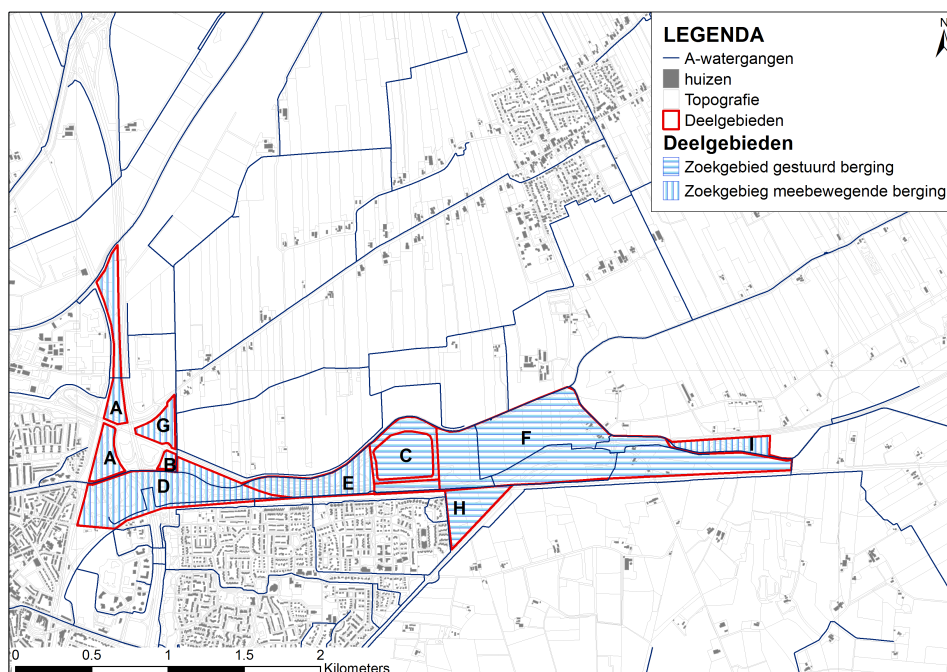 N
LEGENDA
A-watergangen
huizen
Topografie
Deelgebieden
Deelgebieden
Zoekgebied gestuurd berging
Zoekgebieg meebewegende berging
A
G
A
B
D
E
C
F
I
H
0 0.5 1 1.5 2
Kilometers